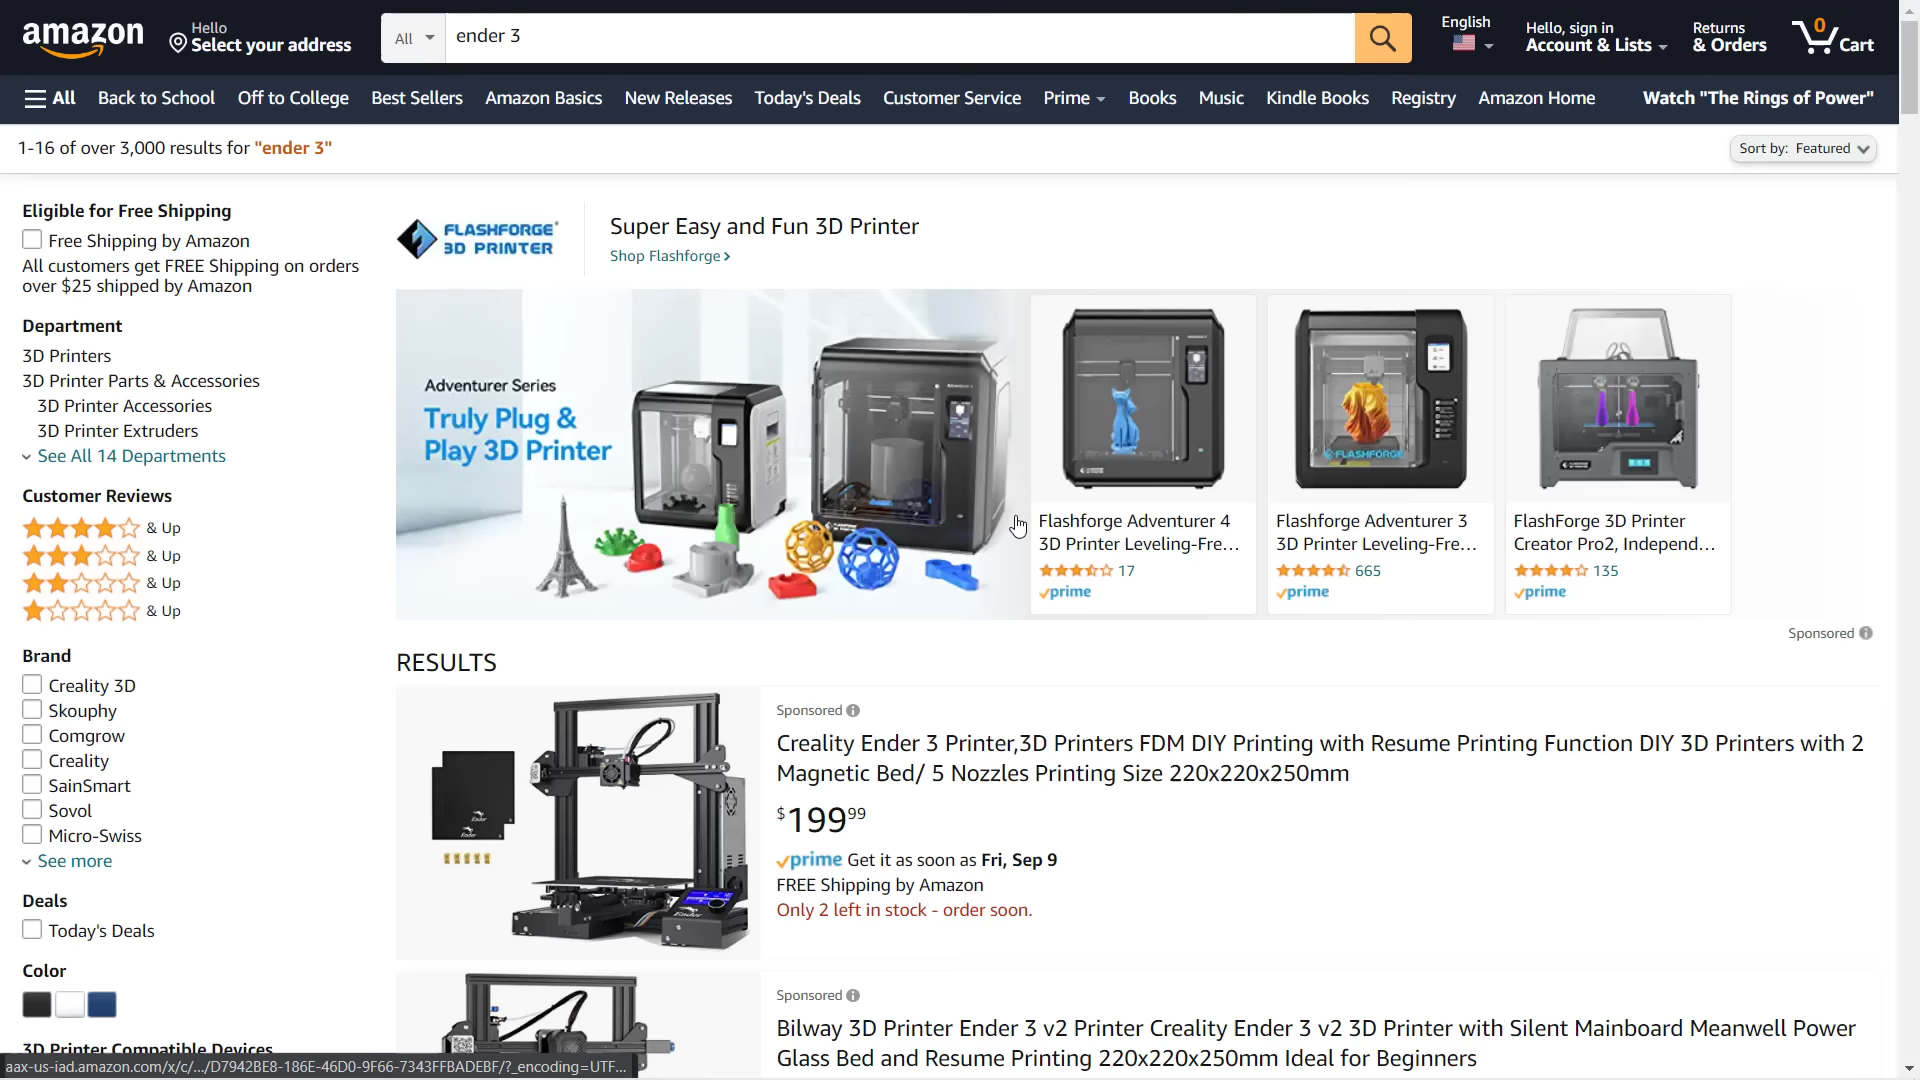 amazon
Hello
Select your address
All
ender 3
English
Hello, sign in
Account & Lists
Returns
& Orders
0
Cart
All
Back to School
Off to College
Best Sellers
Amazon Basics
New Releases
Today's Deals
Customer Service
Prime
Books
Music
Kindle Books
Registry
Amazon Home
Watch "The Rings of Power"
1-16 of over 3,000 results for "ender 3"
Sort by: Featured
Eligible for Free Shipping
Free Shipping by Amazon
All customers get FREE Shipping on orders
over $25 shipped by Amazon
Department
3D Printers
3D Printer Parts & Accessories
3D Printer Accessories
3D Printer Extruders
See All 14 Departments
Customer Reviews
& Up
& Up
& Up
& Up
Brand
Creality 3D
Skouphy
Comgrow
Creality
SainSmart
Sovol
Micro-Swiss
See more
Deals
Today's Deals
Color
3D Printer Compatible Devices
aax-us-iad.amazon.com/x/c/.../D7942BE8-186E-46D0-9F66-7343FFBADEBF/?_encoding=UTF...
FLASHFORGE
3D PRINTER
Super Easy and Fun 3D Printer
Shop Flashforge
Adventurer Series
Truly Plug &
Play 3D Printer
FLASHFORGE
Flashforge Adventurer 4
3D Printer Leveling-Fre...
17
prime
Flashforge Adventurer 3
3D Printer Leveling-Fre...
665
prime
FlashForge 3D Printer
Creator Pro2, Independ...
135
prime
Sponsored
RESULTS
Ender
Ender
Ender
Sponsored
Creality Ender 3 Printer,3D Printers FDM DIY Printing with Resume Printing Function DIY 3D Printers with 2
Magnetic Bed/ 5 Nozzles Printing Size 220x220x250mm
$199 99
prime Get it as soon as Fri, Sep 9
FREE Shipping by Amazon
Only 2 left in stock - order soon.
Sponsored
Bilway 3D Printer Ender 3 v2 Printer Creality Ender 3 v2 3D Printer with Silent Mainboard Meanwell Power
Glass Bed and Resume Printing 220x220x250mm Ideal for Beginners